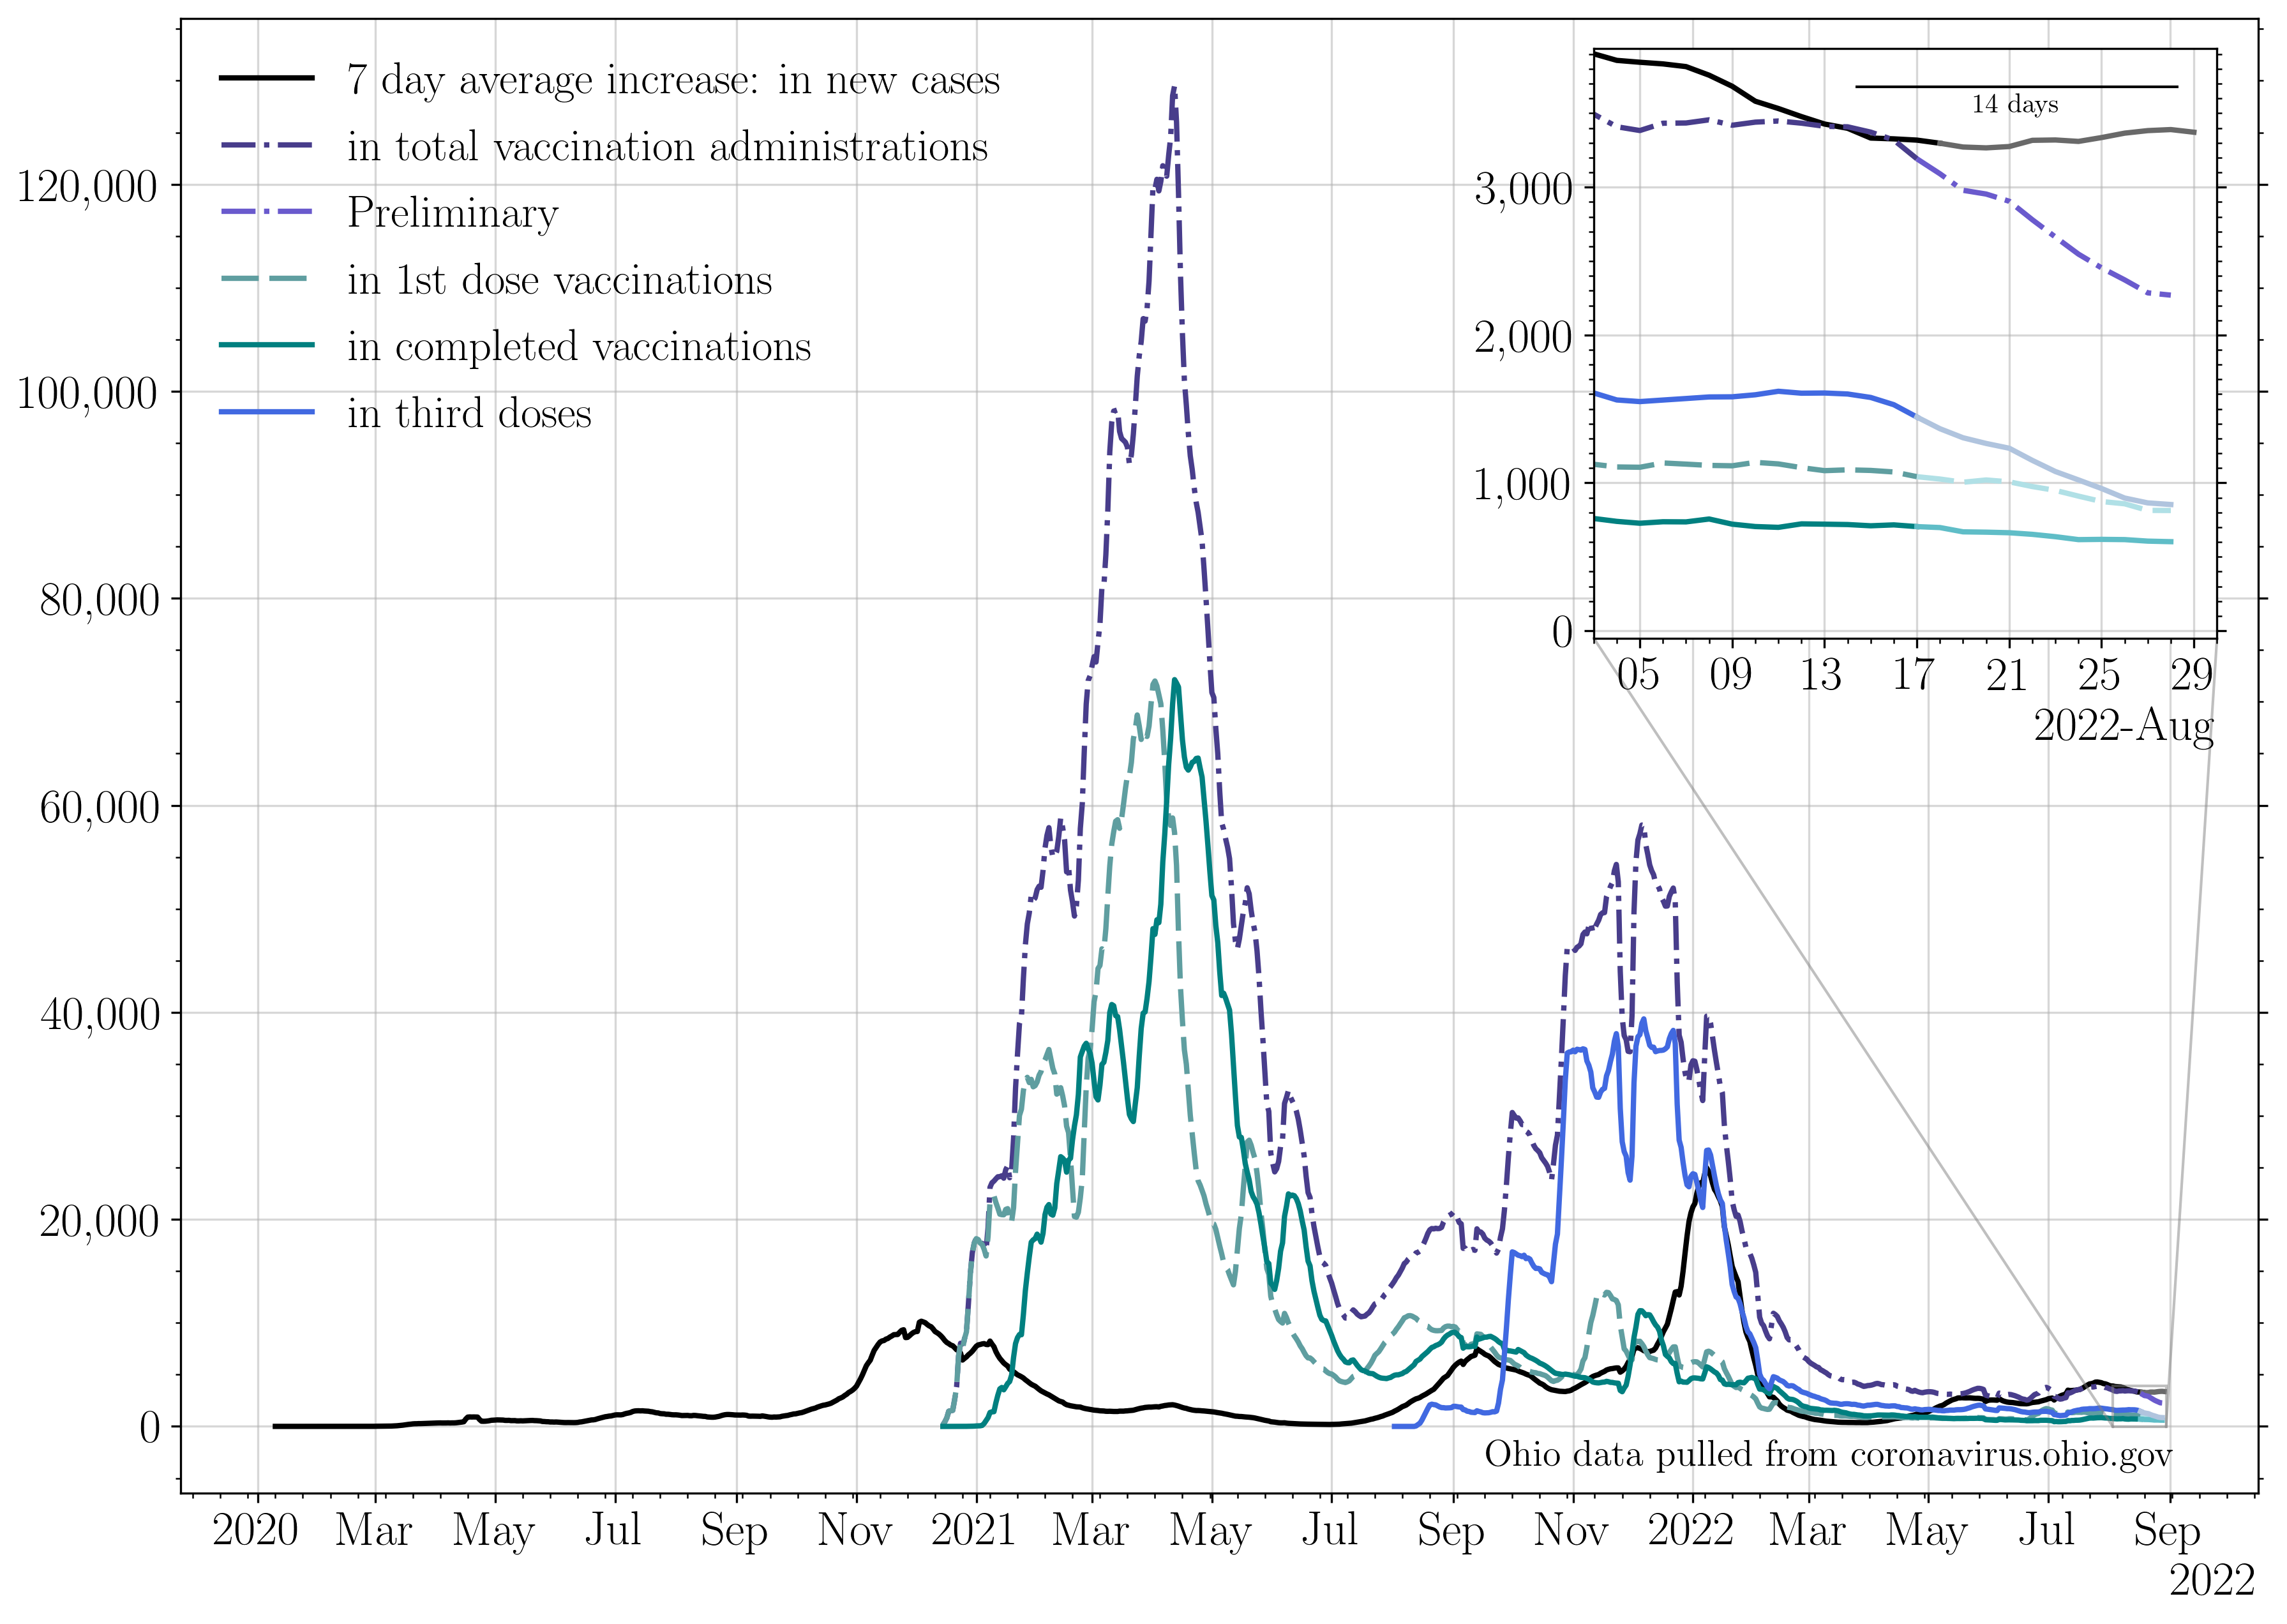 7 day average increase: in new cases
in total vaccination administrations
Preliminary
in 1st dose vaccinations
in completed vaccinations
in third doses
120,000
100,000
80,000
60,000
40,000
20,000
0
14 days
3,000
2,000
1,000
0
05 09 13 17 21 25 29
2022-Aug
Ohio data pulled from coronavirus.ohio.gov
2020 Mar May Jul Sep Nov 2021 Mar May Jul Sep Nov 2022 Mar May Jul Sep
2022